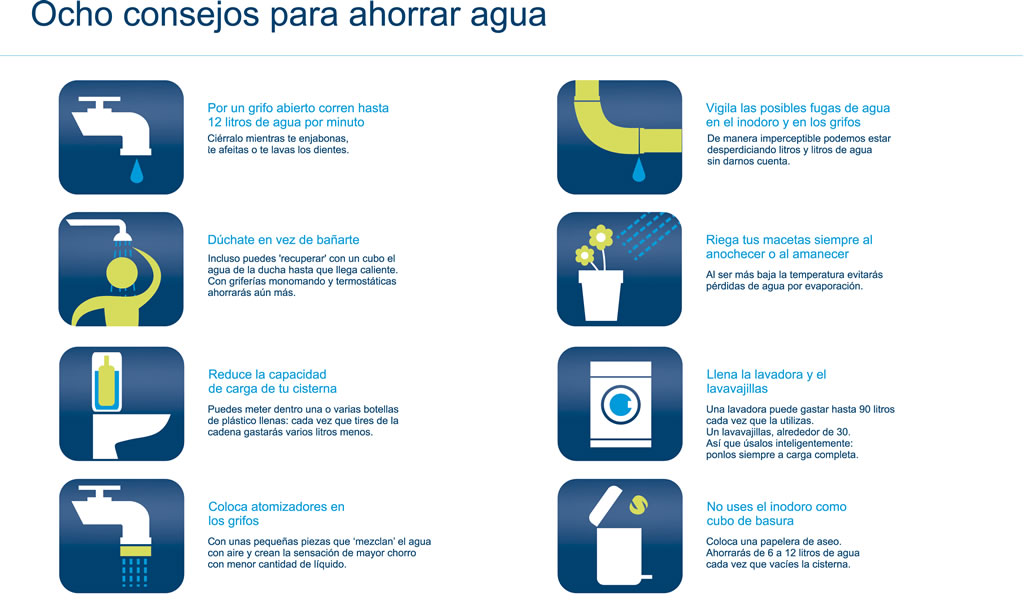 Ocho consejos para ahorrar agua
Por un grifo abierto corren hasta
12 litros de agua por minuto
Ciérralo mientras te enjabonas,
te afeitas o te lavas los dientes.
Dúchate en vez de bañarte
Incluso puedes 'recuperar' con un cubo el
agua de la ducha hasta que llega caliente.
Con griferías monomando y termostáticas
ahorrarás aún más.
Reduce la capacidad
de carga de tu cisterna
Puedes meter dentro una o varias botellas
de plástico llenas: cada vez que tires de la
cadena gastarás varios litros menos.
Coloca atomizadores en
los grifos
Con unas pequeñas piezas que ‘mezclan’ el agua
con aire y crean la sensación de mayor chorro
con menor cantidad de líquido.
Vigila las posibles fugas de agua
en el inodoro y en los grifos
De manera imperceptible podemos estar
desperdiciando litros y litros de agua
sin darnos cuenta.
Riega tus macetas siempre al
anochecer o al amanecer
Al ser más baja la temperatura evitarás
pérdidas de agua por evaporación.
Llena la lavadora y el
lavavajillas
Una lavadora puede gastar hasta 90 litros
cada vez que la utilizas.
Un lavavajillas, alrededor de 30.
Así que úsalos inteligentemente:
ponlos siempre a carga completa.
No uses el inodoro como
cubo de basura
Coloca una papelera de aseo.
Ahorrarás de 6 a 12 litros de agua
cada vez que vacíes la cisterna.